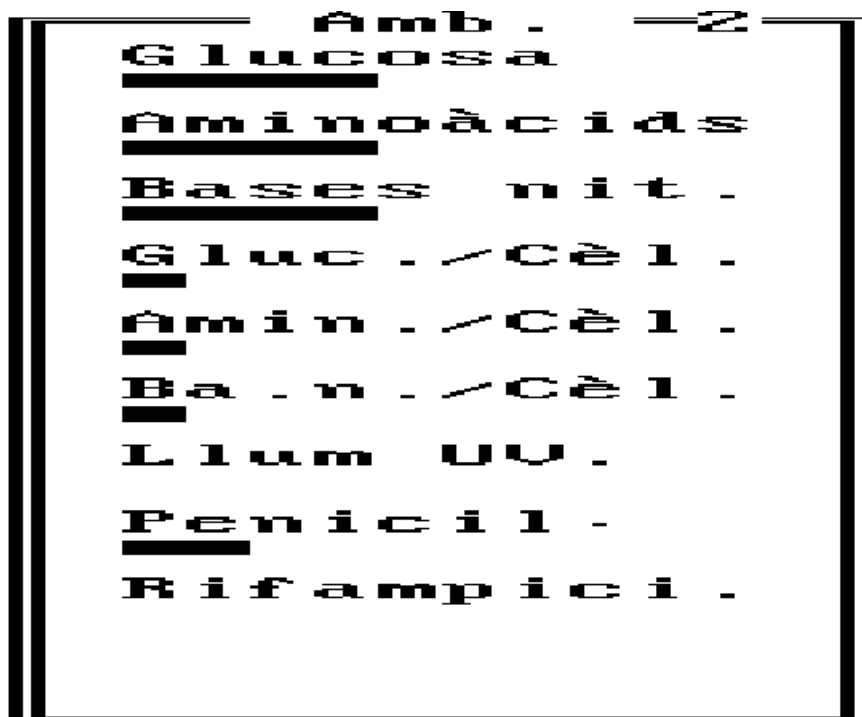 Amb. 2
Glucosa
Aminoàcids
Bases nit.
Gluc./Cèl.
Amin./Cèl.
Ba.n./Cèl.
Llum UV.
Penicil.
Rifampici.